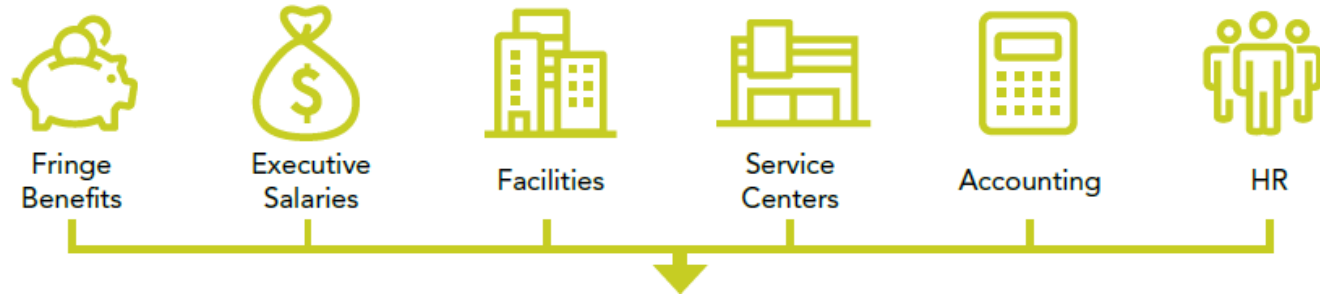 Fringe
Benefits
Executive
Salaries
Facilities
Service
Centers
Accounting
HR
$